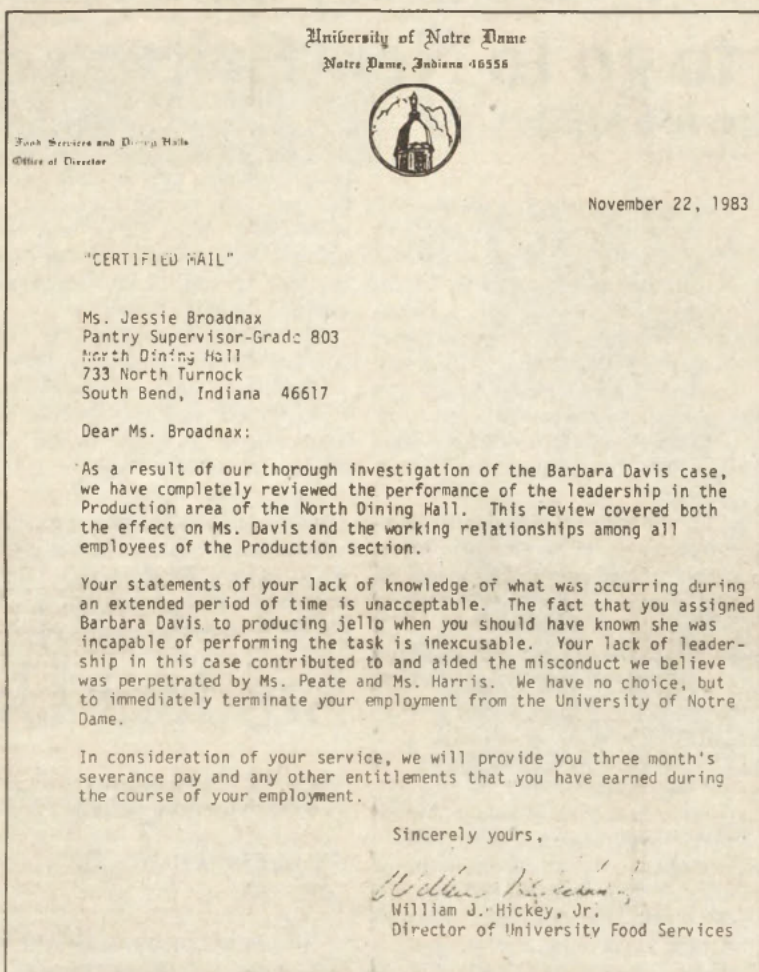 University of Notre Dame
Notre Dame, Indiana 46556
Food Services and Dining Halls
Office of Director
November 22, 1983
"CERTIFIED MAIL"
Ms. Jessie Broadnax
Pantry Supervisor-Grade 803
North Dining Hall
733 North Turnock
South Bend, Indiana 46617
Dear Ms. Broadnax:
As a result of our thorough investigation of the Barbara Davis case,
we have completely reviewed the performance of the leadership in the
Production area of the North Dining Hall. This review covered both
the effect on Ms. Davis and the working relationships among all
employees of the Production section.
Your statements of your lack of knowledge of what was occurring during
an extended period of time is unacceptable. The fact that you assigned
Barbara Davis to producing jello when you should have known she was
incapable of performing the task is inexcusable. Your lack of leader-
ship in this case contributed to and aided the misconduct we believe
was perpetrated by Ms. Peate and Ms. Harris. We have no choice, but
to immediately terminate your employment from the University of Notre
Dame.
In consideration of your service, we will provide you three month's
severance pay and any other entitlements that you have earned during
the course of your employment.
Sincerely yours,
William J. Hickey, Jr.
Director of University Food Services